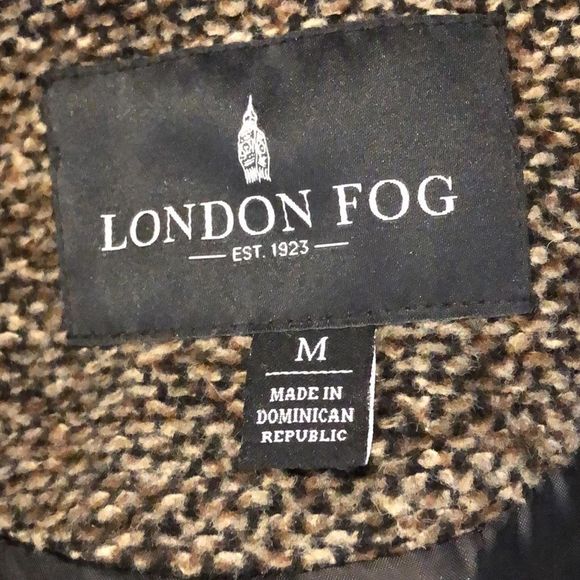 LONDON FOG
EST. 1923
M
MADE IN
DOMINICAN
REPUBLIC